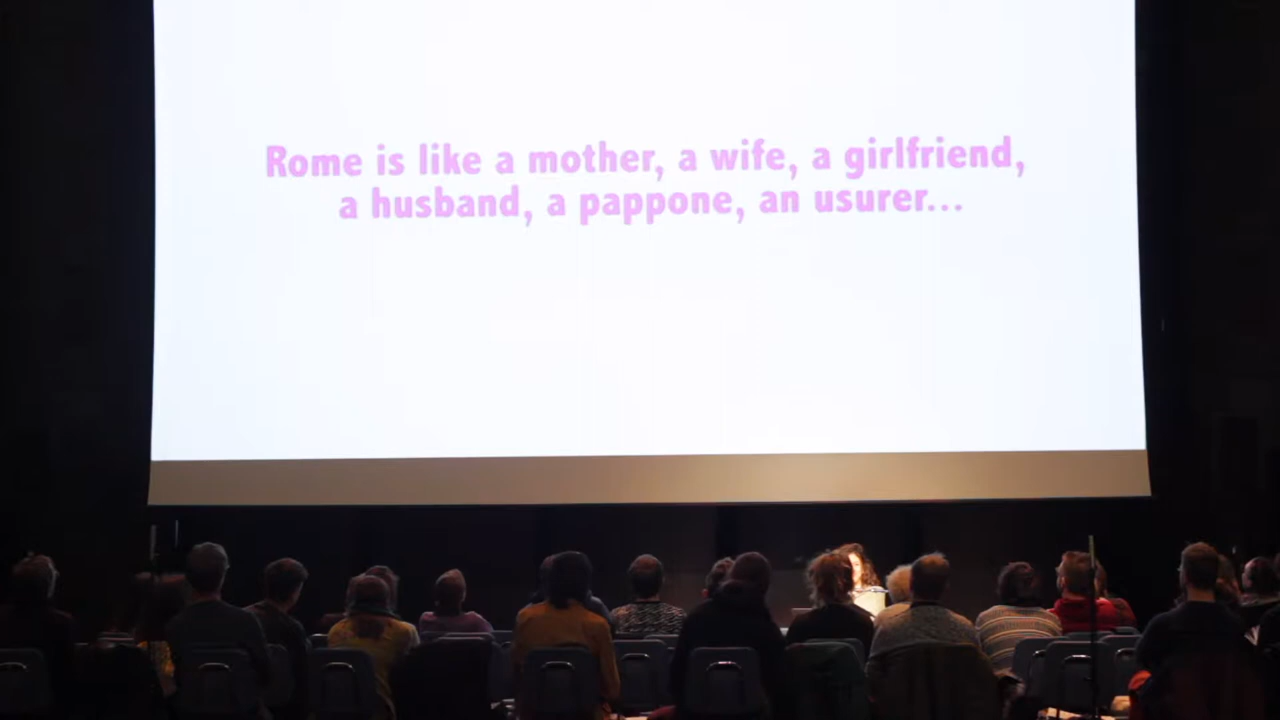 Rome is like a mother, a wife, a girlfriend,
a husband, a pappone, an usurer...